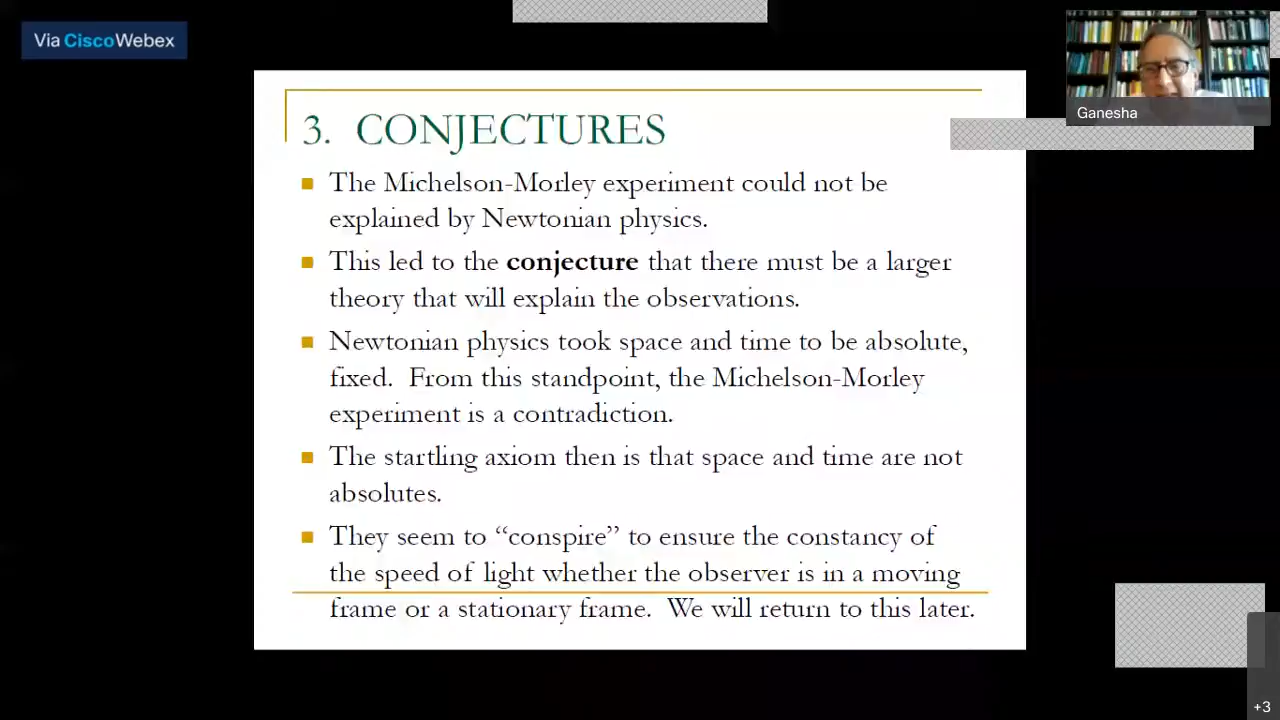 Via CiscoWebex
Ganesha
3. CONJECTURES
The Michelson-Morley experiment could not be
explained by Newtonian physics.
This led to the conjecture that there must be a larger
theory that will explain the observations.
Newtonian physics took space and time to be absolute,
fixed. From this standpoint, the Michelson-Morley
experiment is a contradiction.
The startling axiom then is that space and time are not
absolutes.
They seem to “conspire” to ensure the constancy of
the speed of light whether the observer is in a moving
frame or a stationary frame. We will return to this later.
+3